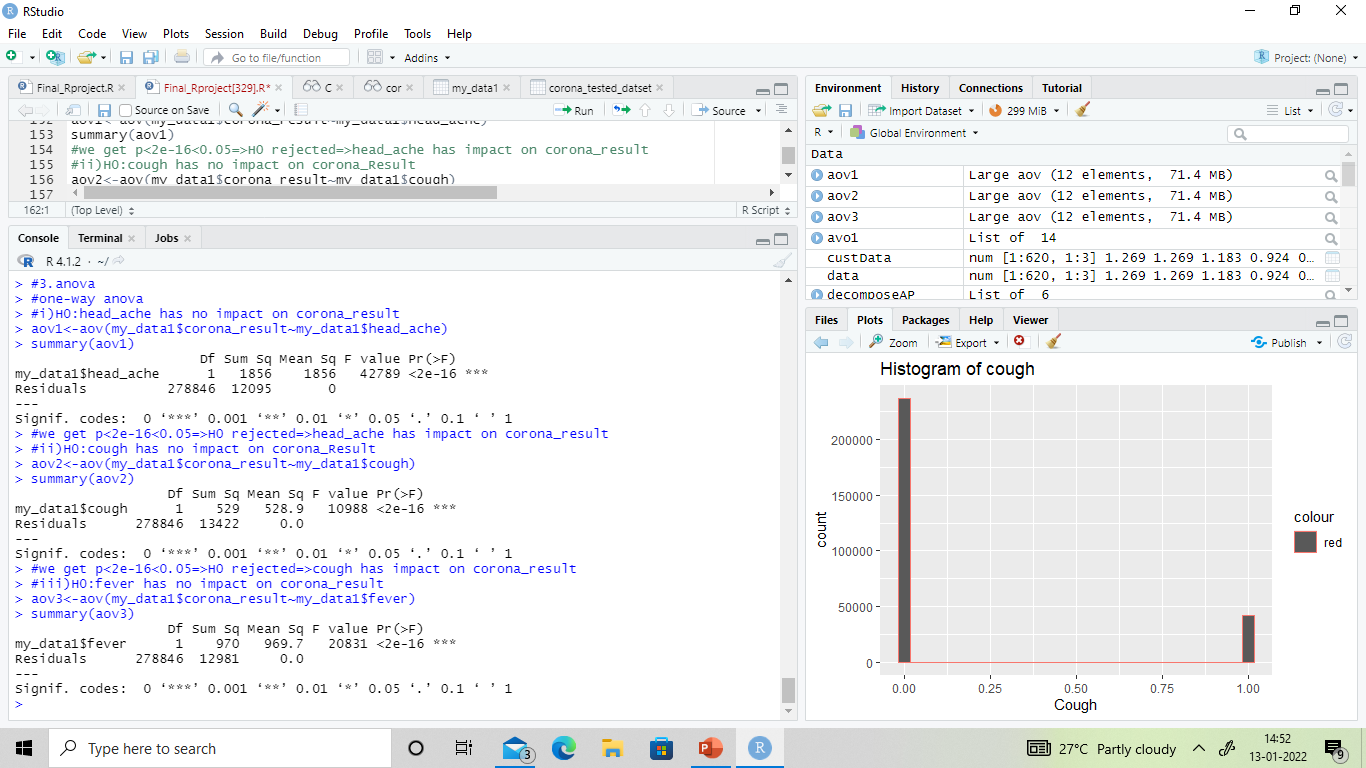 RStudio
File Edit Code View Plots Session Build Debug Profile Tools Help
Go to file/function Addins Project: (None)
Final_Rproject.R Final_Rproject[329].R* C cor my_data1 corona_tested_datset
Source on Save Run Source
152 aov1<-aov(my_data1$corona_result~my_data1$head_ache)
153 summary(aov1)
154 #we get p<2e-16<0.05=>H0 rejected=>head_ache has impact on corona_result
155 #ii)H0:cough has no impact on corona_Result
156 aov2<-aov(my_data1$corona_result~my_data1$cough)
157
162:1 (Top Level) R Script
Console Terminal Jobs
R 4.1.2 · ~/
> #3.anova
> #one-way anova
> #i)H0:head_ache has no impact on corona_result
> aov1<-aov(my_data1$corona_result~my_data1$head_ache)
> summary(aov1)
Df Sum Sq Mean Sq F value Pr(>F)
my_data1$head_ache 1 1856 1856 42789 <2e-16 ***
Residuals 278846 12095 0
---
Signif. codes: 0 ‘***’ 0.001 ‘**’ 0.01 ‘*’ 0.05 ‘.’ 0.1 ‘ ’ 1
> #we get p<2e-16<0.05=>H0 rejected=>head_ache has impact on corona_result
> #ii)H0:cough has no impact on corona_Result
> aov2<-aov(my_data1$corona_result~my_data1$cough)
> summary(aov2)
Df Sum Sq Mean Sq F value Pr(>F)
my_data1$cough 1 529 528.9 10988 <2e-16 ***
Residuals 278846 13422 0.0
---
Signif. codes: 0 ‘***’ 0.001 ‘**’ 0.01 ‘*’ 0.05 ‘.’ 0.1 ‘ ’ 1
> #we get p<2e-16<0.05=>H0 rejected=>cough has impact on corona_result
> #iii)H0:fever has no impact on corona_result
> aov3<-aov(my_data1$corona_result~my_data1$fever)
> summary(aov3)
Df Sum Sq Mean Sq F value Pr(>F)
my_data1$fever 1 970 969.7 20831 <2e-16 ***
Residuals 278846 12981 0.0
---
Signif. codes: 0 ‘***’ 0.001 ‘**’ 0.01 ‘*’ 0.05 ‘.’ 0.1 ‘ ’ 1
>
Environment History Connections Tutorial
Import Dataset 299 MiB List
R Global Environment
Data
aov1 Large aov (12 elements, 71.4 MB)
aov2 Large aov (12 elements, 71.4 MB)
aov3 Large aov (12 elements, 71.4 MB)
avo1 List of 14
custData num [1:620, 1:3] 1.269 1.269 1.183 0.924 0…
data num [1:620, 1:3] 1.269 1.269 1.183 0.924 0…
decomposeAP List of 6
Files Plots Packages Help Viewer
Zoom Export Publish
Histogram of cough
200000
150000
100000
50000
0
count
0.00 0.25 0.50 0.75 1.00
Cough
colour
red
Type here to search
3
27°C Partly cloudy
14:52
13-01-2022
9